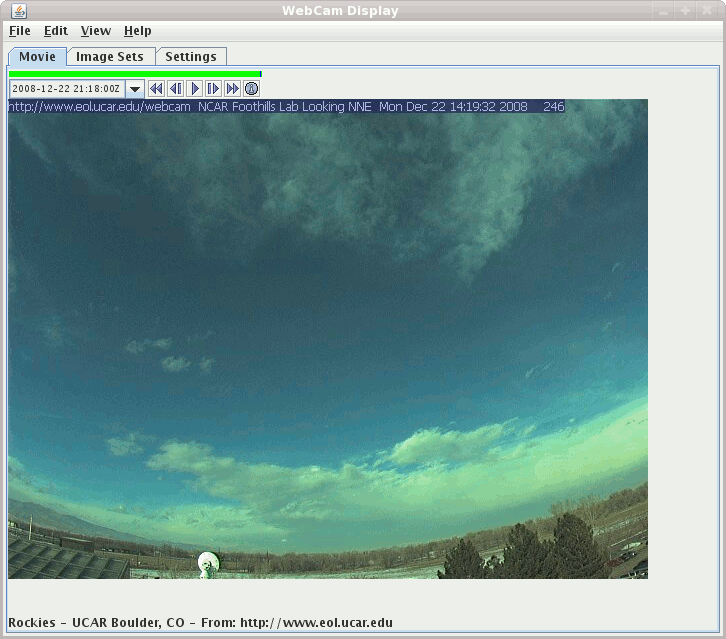 WebCam Display
File Edit View Help
Movie Image Sets Settings
2008-12-22 21:18:00Z
http://www.eol.ucar.edu/webcam NCAR Foothills Lab Looking NNE Mon Dec 22 14:19:32 2008 246
Rockies - UCAR Boulder, CO - From: http://www.eol.ucar.edu